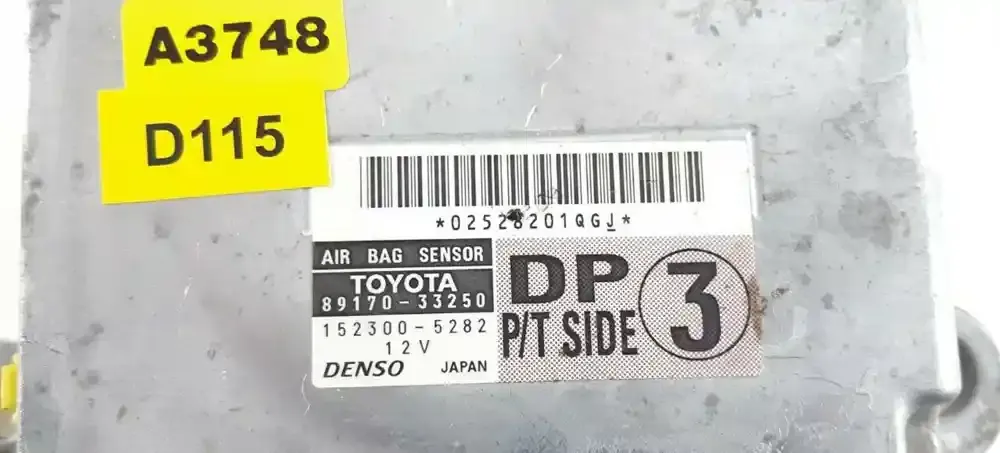 A3748
D115
*02528201QGJ*
AIR BAG SENSOR
TOYOTA
89170-33250
152300-5282
12V
DENSO JAPAN
DP
P/T SIDE
3